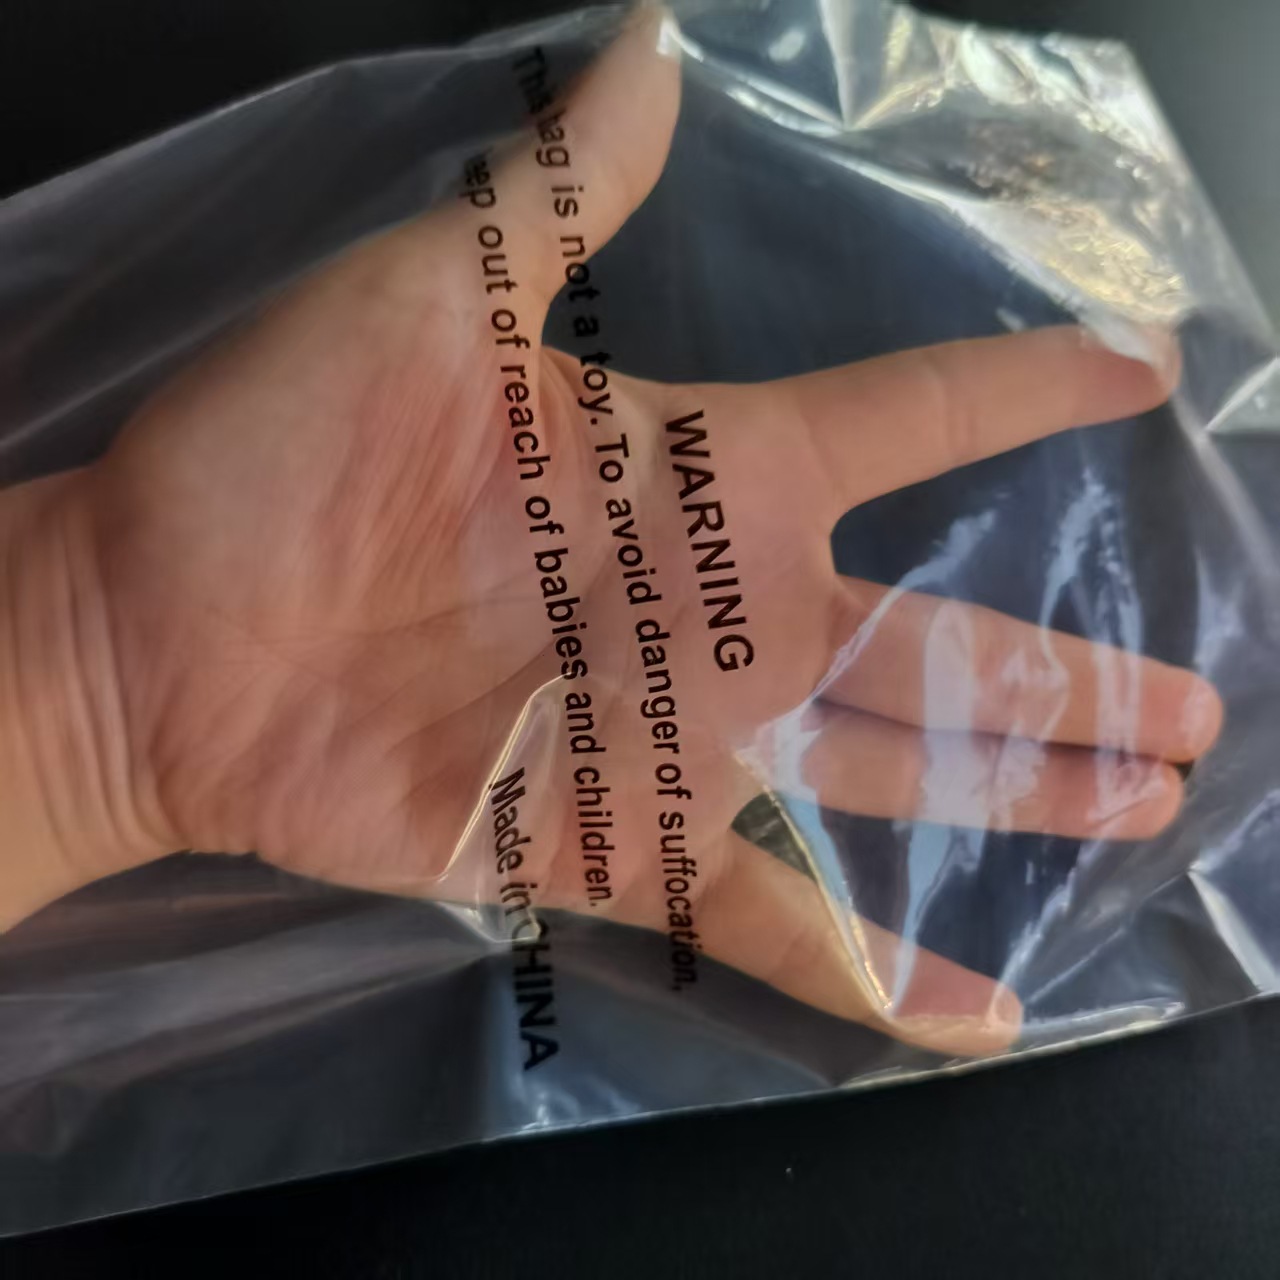 WARNING
This bag is not a toy. To avoid danger of suffocation,
keep out of reach of babies and children.
Made in CHINA